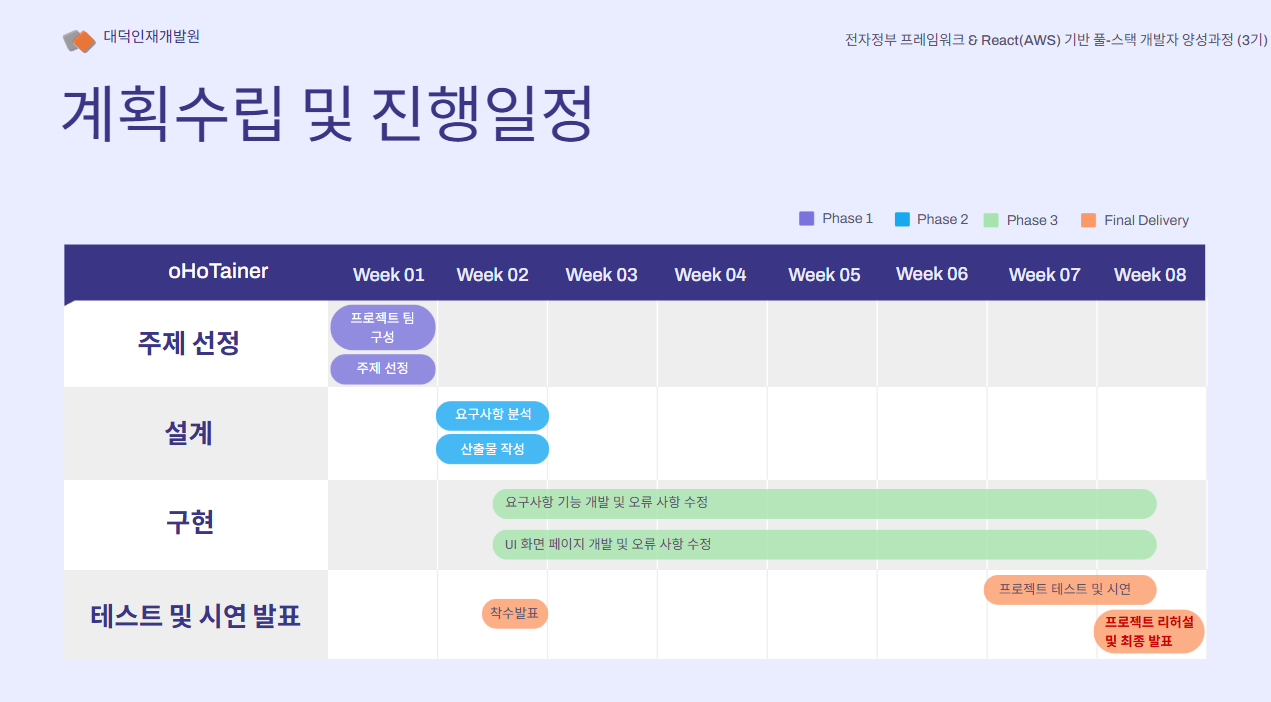 대덕인재개발원
전자정부 프레임워크 & React(AWS) 기반 풀-스택 개발자 양성과정 (3기)
계획수립 및 진행일정
Phase 1
Phase 2
Phase 3
Final Delivery
oHoTainer
Week 01
Week 02
Week 03
Week 04
Week 05
Week 06
Week 07
Week 08
주제 선정
프로젝트 팀
구성
주제 선정
설계
요구사항 분석
산출물 작성
구현
요구사항 기능 개발 및 오류 사항 수정
UI 화면 페이지 개발 및 오류 사항 수정
테스트 및 시연 발표
착수발표
프로젝트 테스트 및 시연
프로젝트 리허설
및 최종 발표